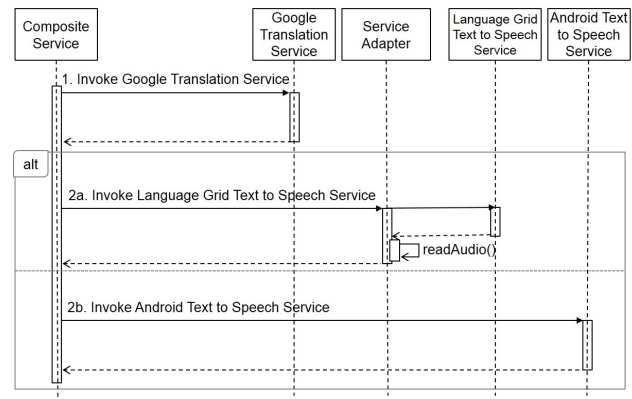 Composite
Service
Google
Translation
Service
Service
Adapter
Language Grid
Text to Speech
Service
Android Text
to Speech
Service
1. Invoke Google Translation Service
alt
2a. Invoke Language Grid Text to Speech Service
readAudio()
2b. Invoke Android Text to Speech Service